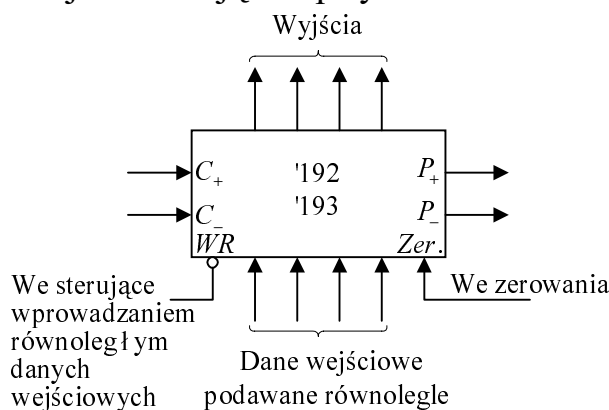 Wyjścia
C+
'192
P+
'193
C−
P−
WR
Zer.
We sterujące
wprowadzaniem
równoległym
danych
wejściowych
We zerowania
Dane wejściowe
podawane równolegle